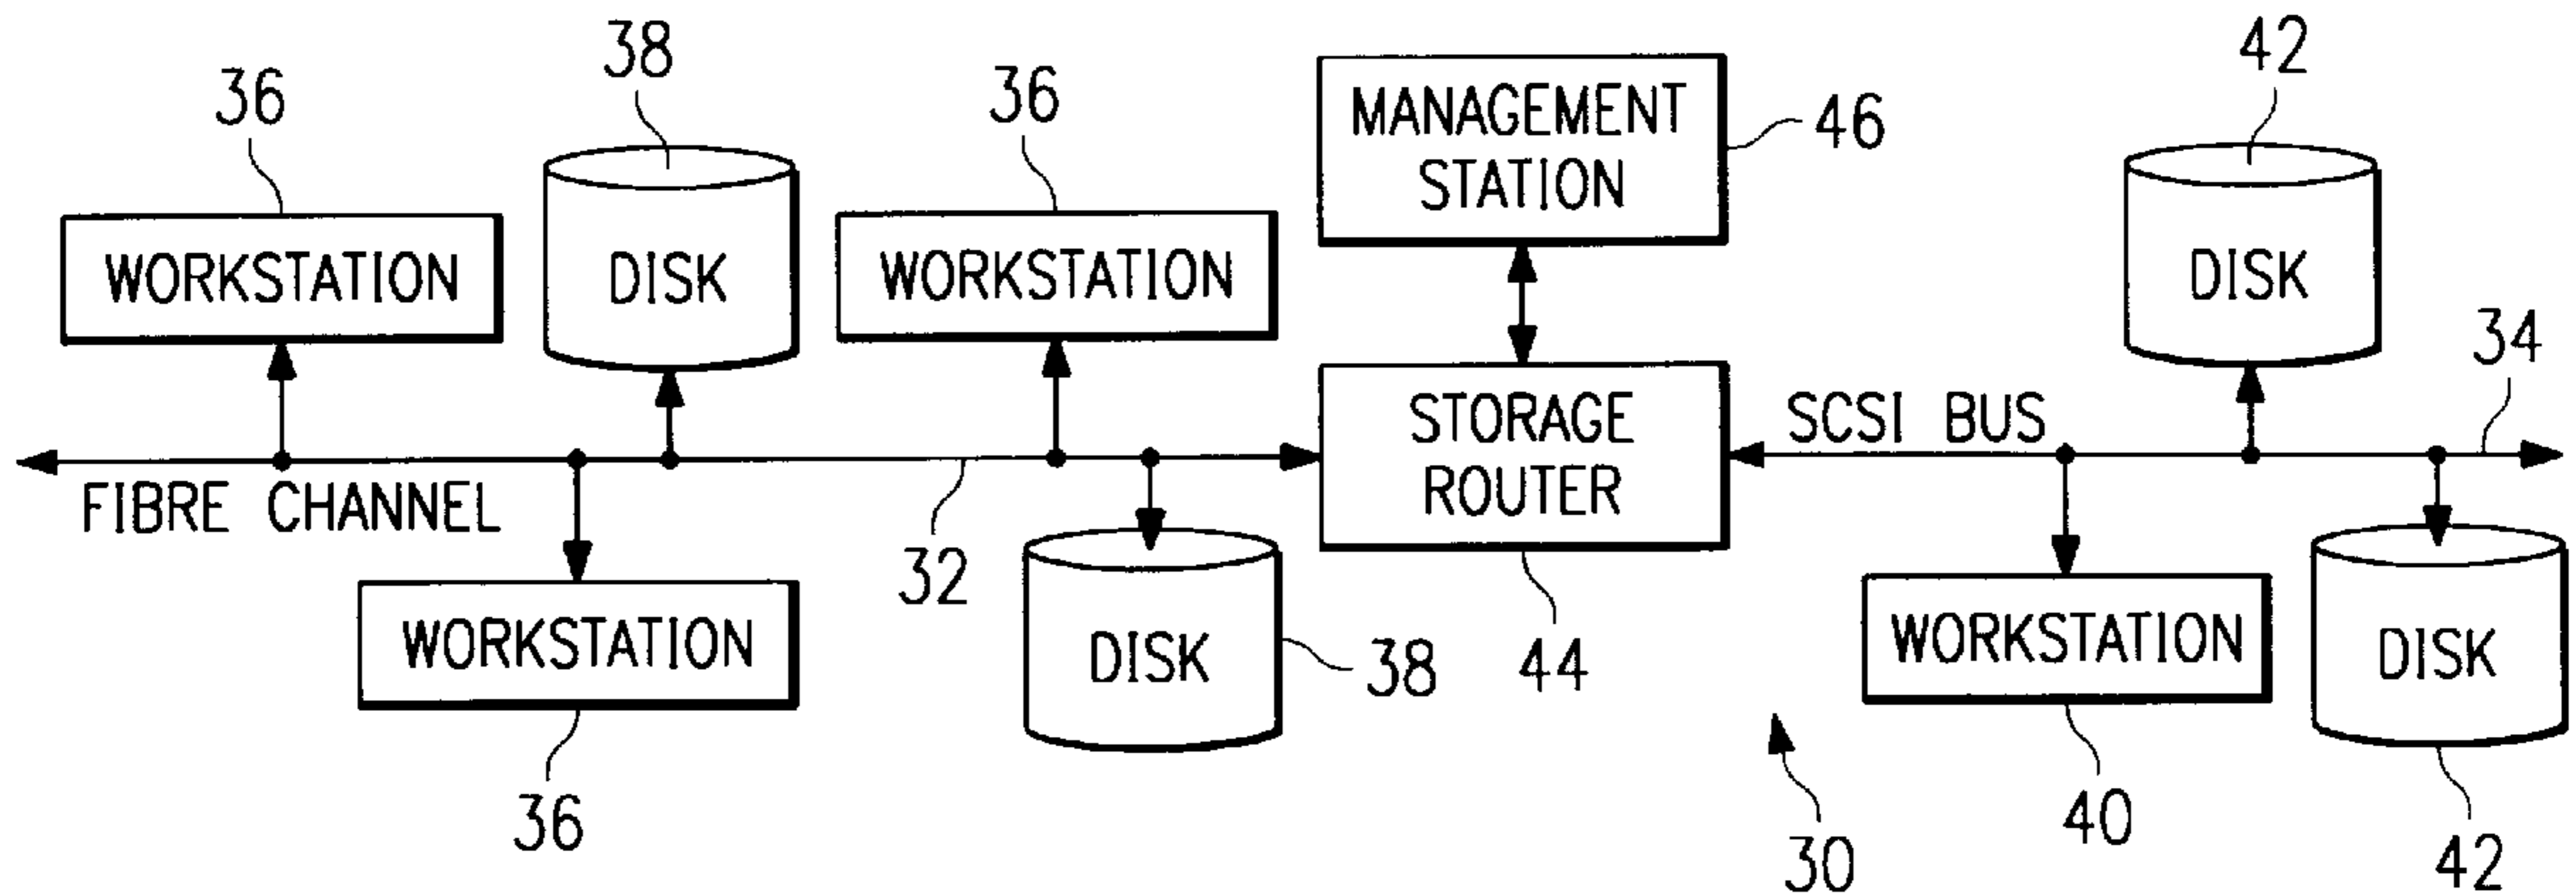 42
38
36
36
MANAGEMENT
STATION
46
WORKSTATION
DISK
WORKSTATION
DISK
34
STORAGE
ROUTER
SCSI BUS
FIBRE CHANNEL
32
WORKSTATION
DISK
38
44
WORKSTATION
DISK
36
40
30
42